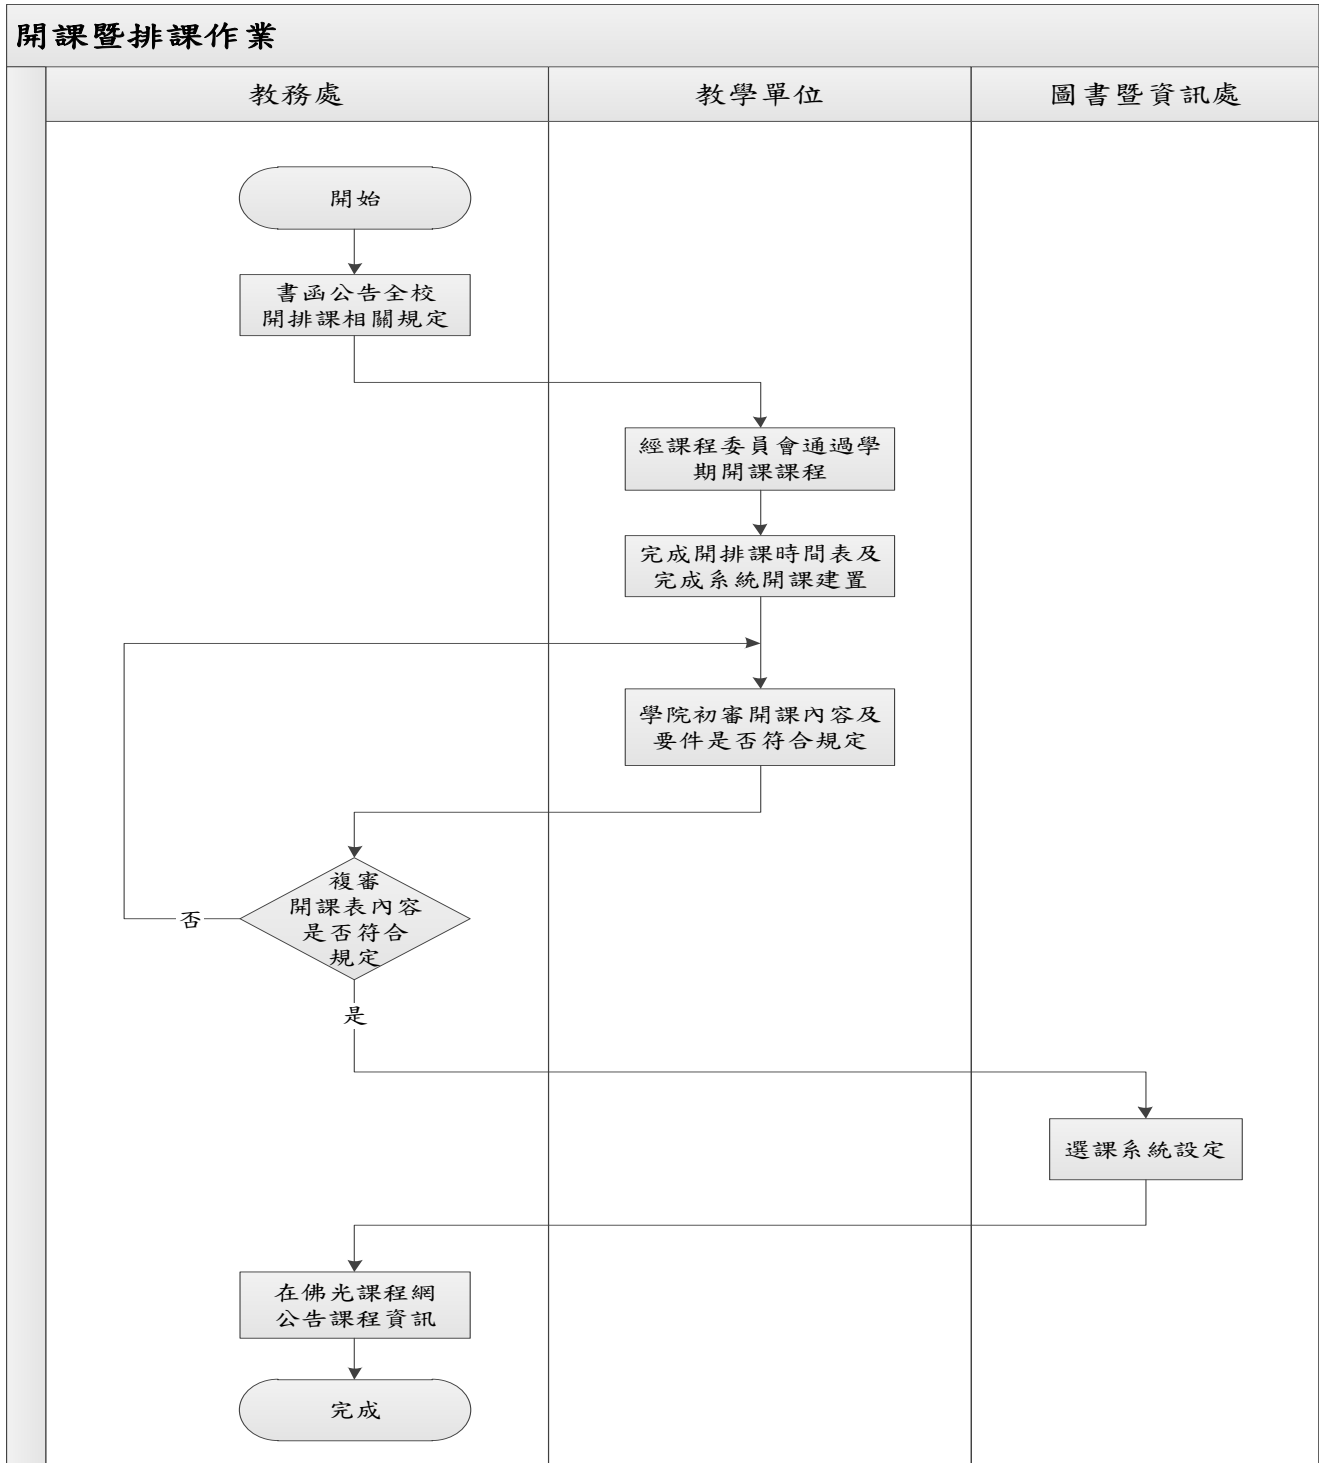 開課暨排課作業
教務處
教學單位
圖書暨資訊處
開始
書函公告全校
開排課相關規定
經課程委員會通過學
期開課課程
完成開排課時間表及
完成系統開課建置
學院初審開課內容及
要件是否符合規定
複審
開課表內容
是否符合
規定
否
是
選課系統設定
在佛光課程網
公告課程資訊
完成